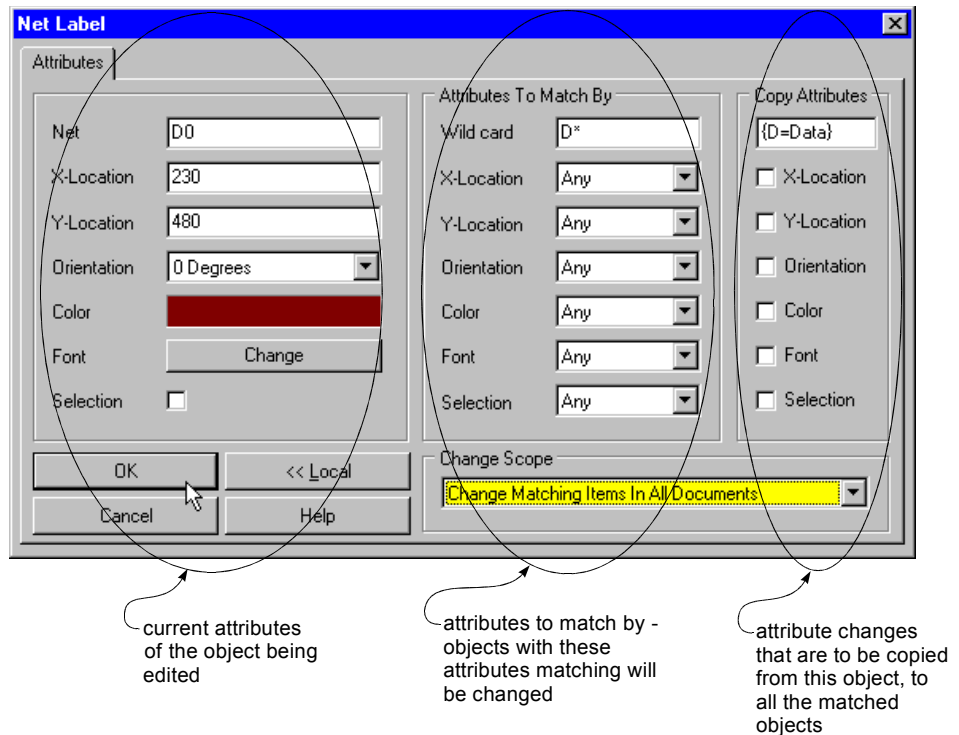 Net Label
Attributes
Attributes To Match By
Copy Attributes
Net D0 Wild card D* {D=Data}
X-Location 230 X-Location Any X-Location
Y-Location 480 Y-Location Any Y-Location
Orientation 0 Degrees Orientation Any Orientation
Color Color Any Color
Font Change Font Any Font
Selection Selection Any Selection
OK << Local
Change Scope
Change Matching Items In All Documents
Cancel Help
current attributes
of the object being
edited
attributes to match by -
objects with these
attributes matching will
be changed
attribute changes
that are to be copied
from this object, to
all the matched
objects